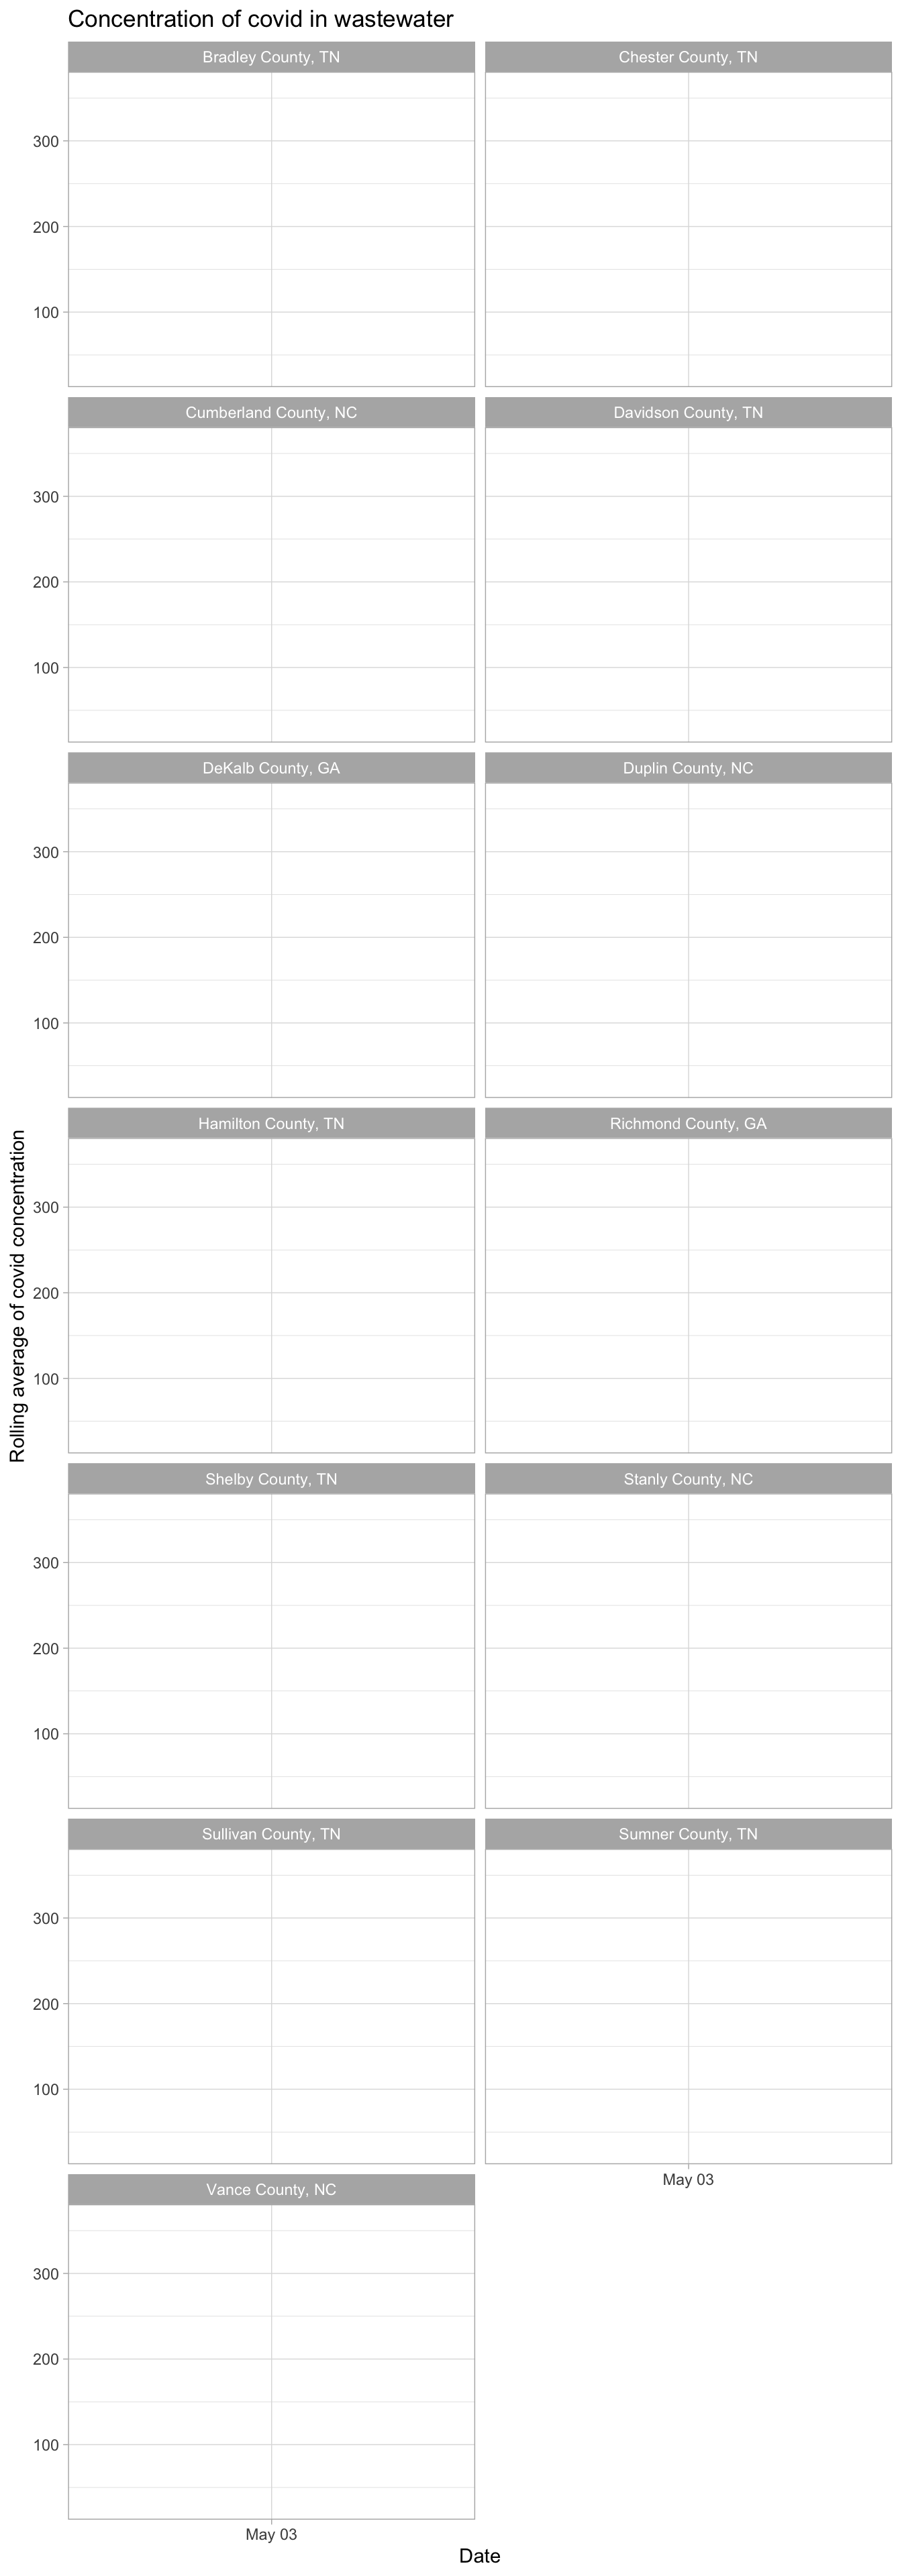 Concentration of covid in wastewater
Bradley County, TN
Chester County, TN
300
200
100
Cumberland County, NC
Davidson County, TN
300
200
100
DeKalb County, GA
Duplin County, NC
300
200
100
Hamilton County, TN
Richmond County, GA
300
200
100
Rolling average of covid concentration
Shelby County, TN
Stanly County, NC
300
200
100
Sullivan County, TN
Sumner County, TN
300
200
100
May 03
Vance County, NC
300
200
100
May 03
Date